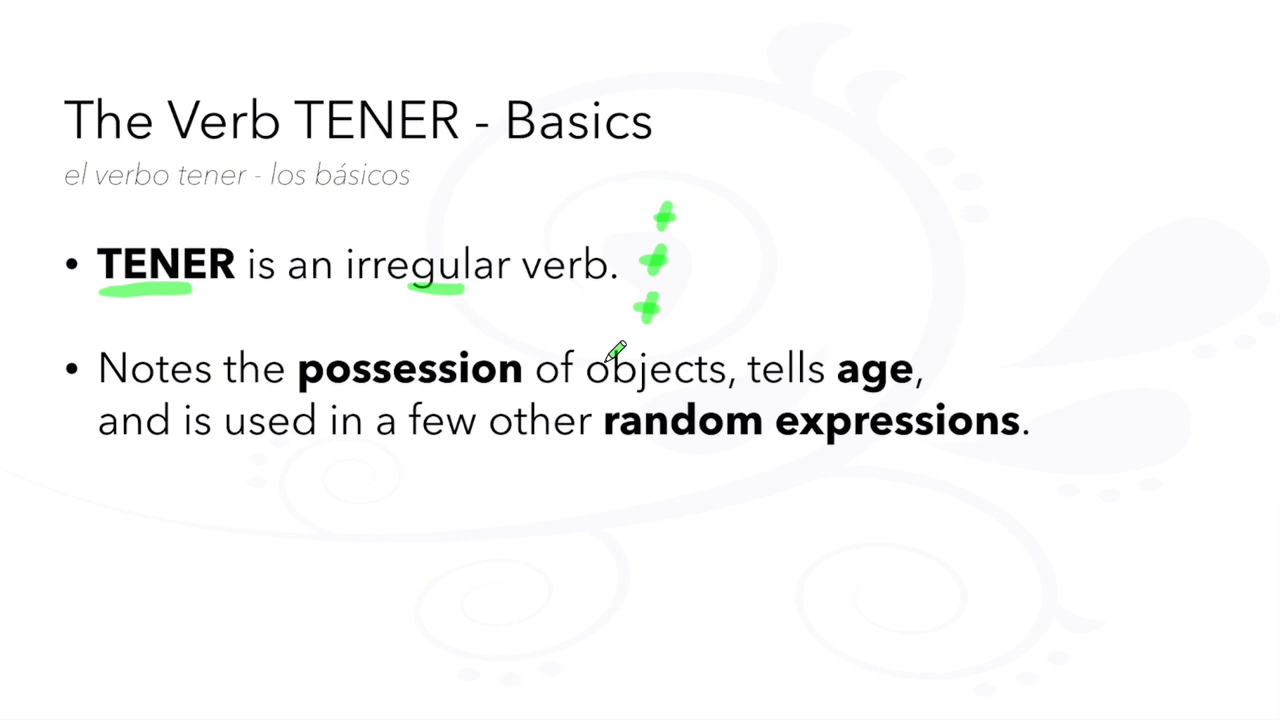 The Verb TENER - Basics
el verbo tener - los básicos
• TENER is an irregular verb.
• Notes the possession of objects, tells age,
and is used in a few other random expressions.